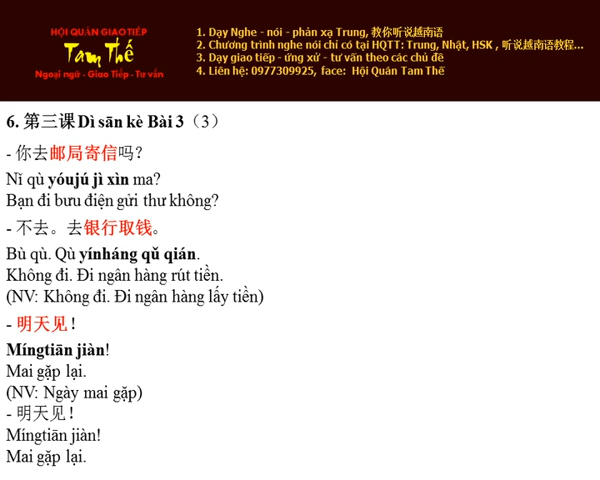 HỘI QUÁN GIAO TIẾP
Tam Thế
Ngoại ngữ - Giao Tiếp - Tư vấn
1. Dạy Nghe - nói - phản xạ Trung, 教你听说越南语
2. Chương trình nghe nói chỉ có tại HQTT: Trung, Nhật, HSK , 听说越南语教程...
3. Dạy giao tiếp - ứng xử - tư vấn theo các chủ đề
4. Liên hệ: 0977309925, face: Hội Quán Tam Thế
6. 第三课 Dì sān kè Bài 3（3）
- 你去邮局寄信吗？
Nǐ qù yóujú jì xìn ma?
Bạn đi bưu điện gửi thư không?
- 不去。去银行取钱。
Bù qù. Qù yínháng qǔ qián.
Không đi. Đi ngân hàng rút tiền.
(NV: Không đi. Đi ngân hàng lấy tiền)
- 明天见！
Míngtiān jiàn!
Mai gặp lại.
(NV: Ngày mai gặp)
- 明天见！
Míngtiān jiàn!
Mai gặp lại.